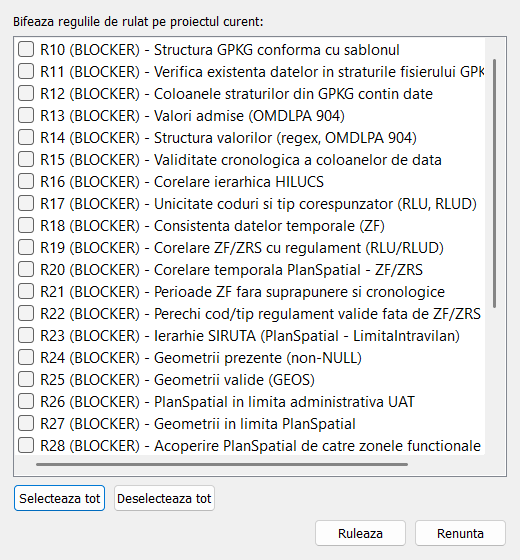 Bifeaza regulile de rulat pe proiectul curent:
R10 (BLOCKER) - Structura GPKG conforma cu sablonul
R11 (BLOCKER) - Verifica existenta datelor in straturile fisierului GPK
R12 (BLOCKER) - Coloanele straturilor din GPKG contin date
R13 (BLOCKER) - Valori admise (OMDLPA 904)
R14 (BLOCKER) - Structura valorilor (regex, OMDLPA 904)
R15 (BLOCKER) - Validitate cronologica a coloanelor de data
R16 (BLOCKER) - Corelare ierarhica HILUCS
R17 (BLOCKER) - Unicitate coduri si tip corespunzator (RLU, RLUD)
R18 (BLOCKER) - Consistenta datelor temporale (ZF)
R19 (BLOCKER) - Corelare ZF/ZRS cu regulament (RLU/RLUD)
R20 (BLOCKER) - Corelare temporala PlanSpatial - ZF/ZRS
R21 (BLOCKER) - Perioade ZF fara suprapunere si cronologice
R22 (BLOCKER) - Perechi cod/tip regulament valide fata de ZF/ZRS
R23 (BLOCKER) - Ierarhie SIRUTA (PlanSpatial - LimitaIntravilan)
R24 (BLOCKER) - Geometrii prezente (non-NULL)
R25 (BLOCKER) - Geometrii valide (GEOS)
R26 (BLOCKER) - PlanSpatial in limita administrativa UAT
R27 (BLOCKER) - Geometrii in limita PlanSpatial
R28 (BLOCKER) - Acoperire PlanSpatial de catre zonele functionale
Selecteaza tot
Deselecteaza tot
Ruleaza
Renunta